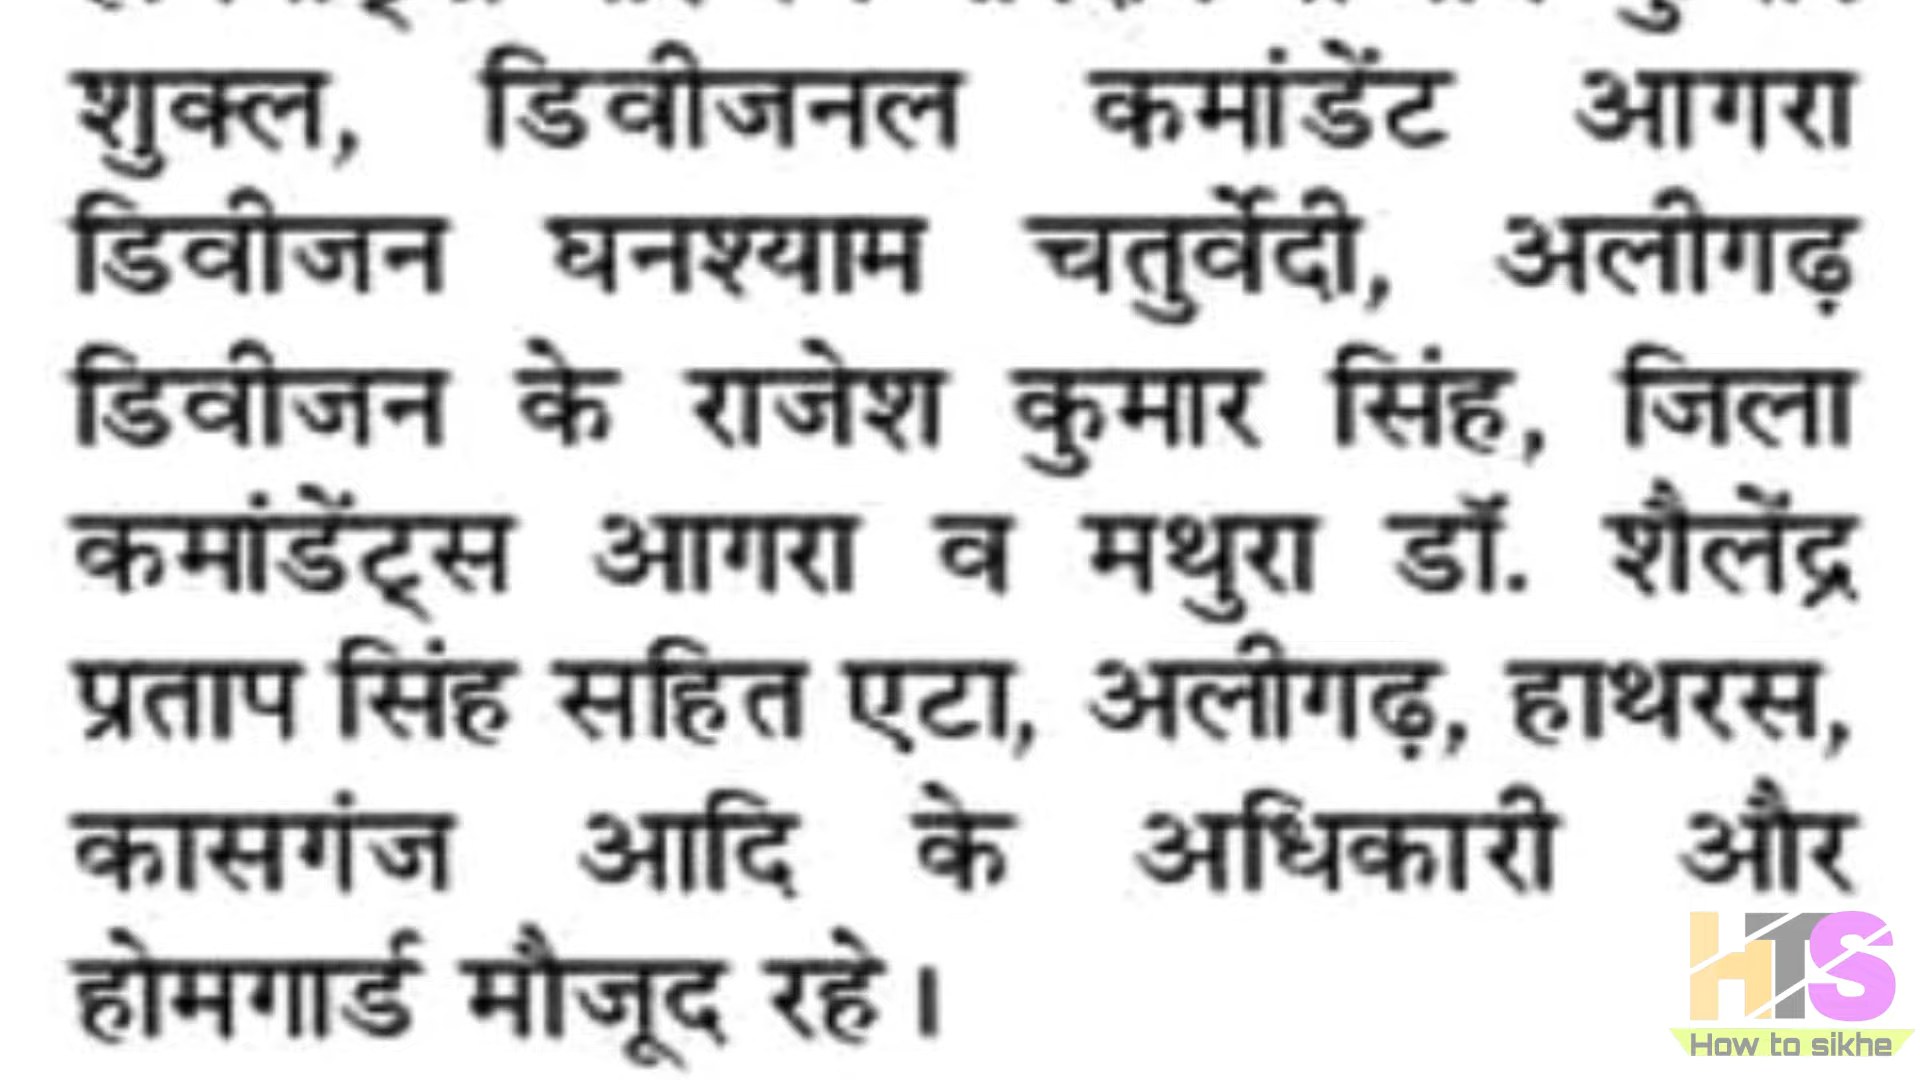 शुक्ल, डिवीजनल कमांडेंट आगरा
डिवीजन घनश्याम चतुर्वेदी, अलीगढ़
डिवीजन के राजेश कुमार सिंह, जिला
कमांडेंट्स आगरा व मथुरा डॉ. शैलेंद्र
प्रताप सिंह सहित एटा, अलीगढ़, हाथरस,
कासगंज आदि के अधिकारी और
होमगार्ड मौजूद रहे।
HTS
How to sikhe